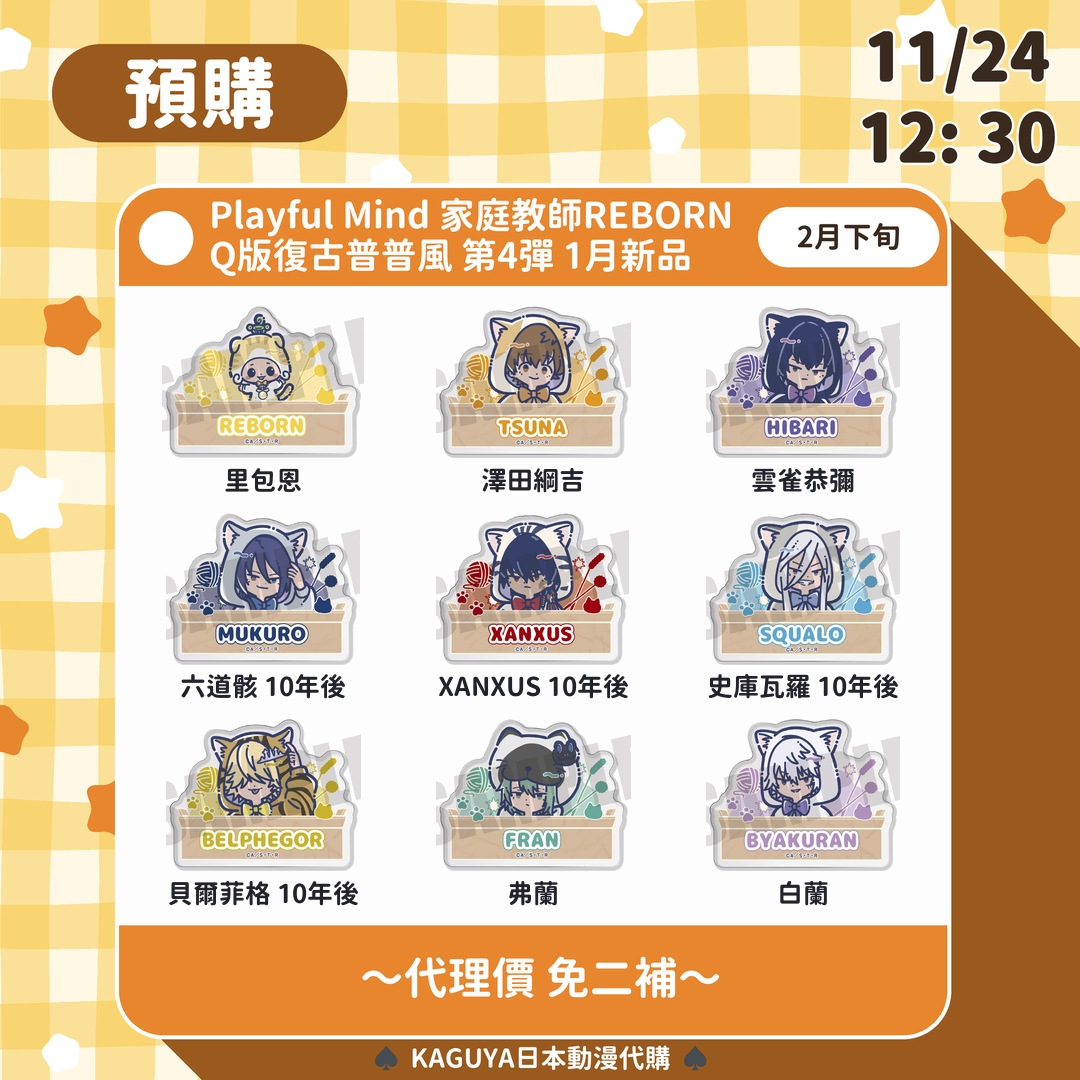 預購
11/24
12: 30
Playful Mind 家庭教師REBORN
Q版復古普普風 第4彈 1月新品
2月下旬
REBORN
©A／S・T・R
TSUNA
©A／S・T・R
HIBARI
©A／S・T・R
里包恩
澤田綱吉
雲雀恭彌
MUKURO
©A／S・T・R
XANXUS
©A／S・T・R
SQUALO
©A／S・T・R
六道骸 10年後
XANXUS 10年後
史庫瓦羅 10年後
BELPHEGOR
©A／S・T・R
FRAN
©A／S・T・R
BYAKURAN
©A／S・T・R
貝爾菲格 10年後
弗蘭
白蘭
～代理價 免二補～
♠ KAGUYA日本動漫代購 ♠